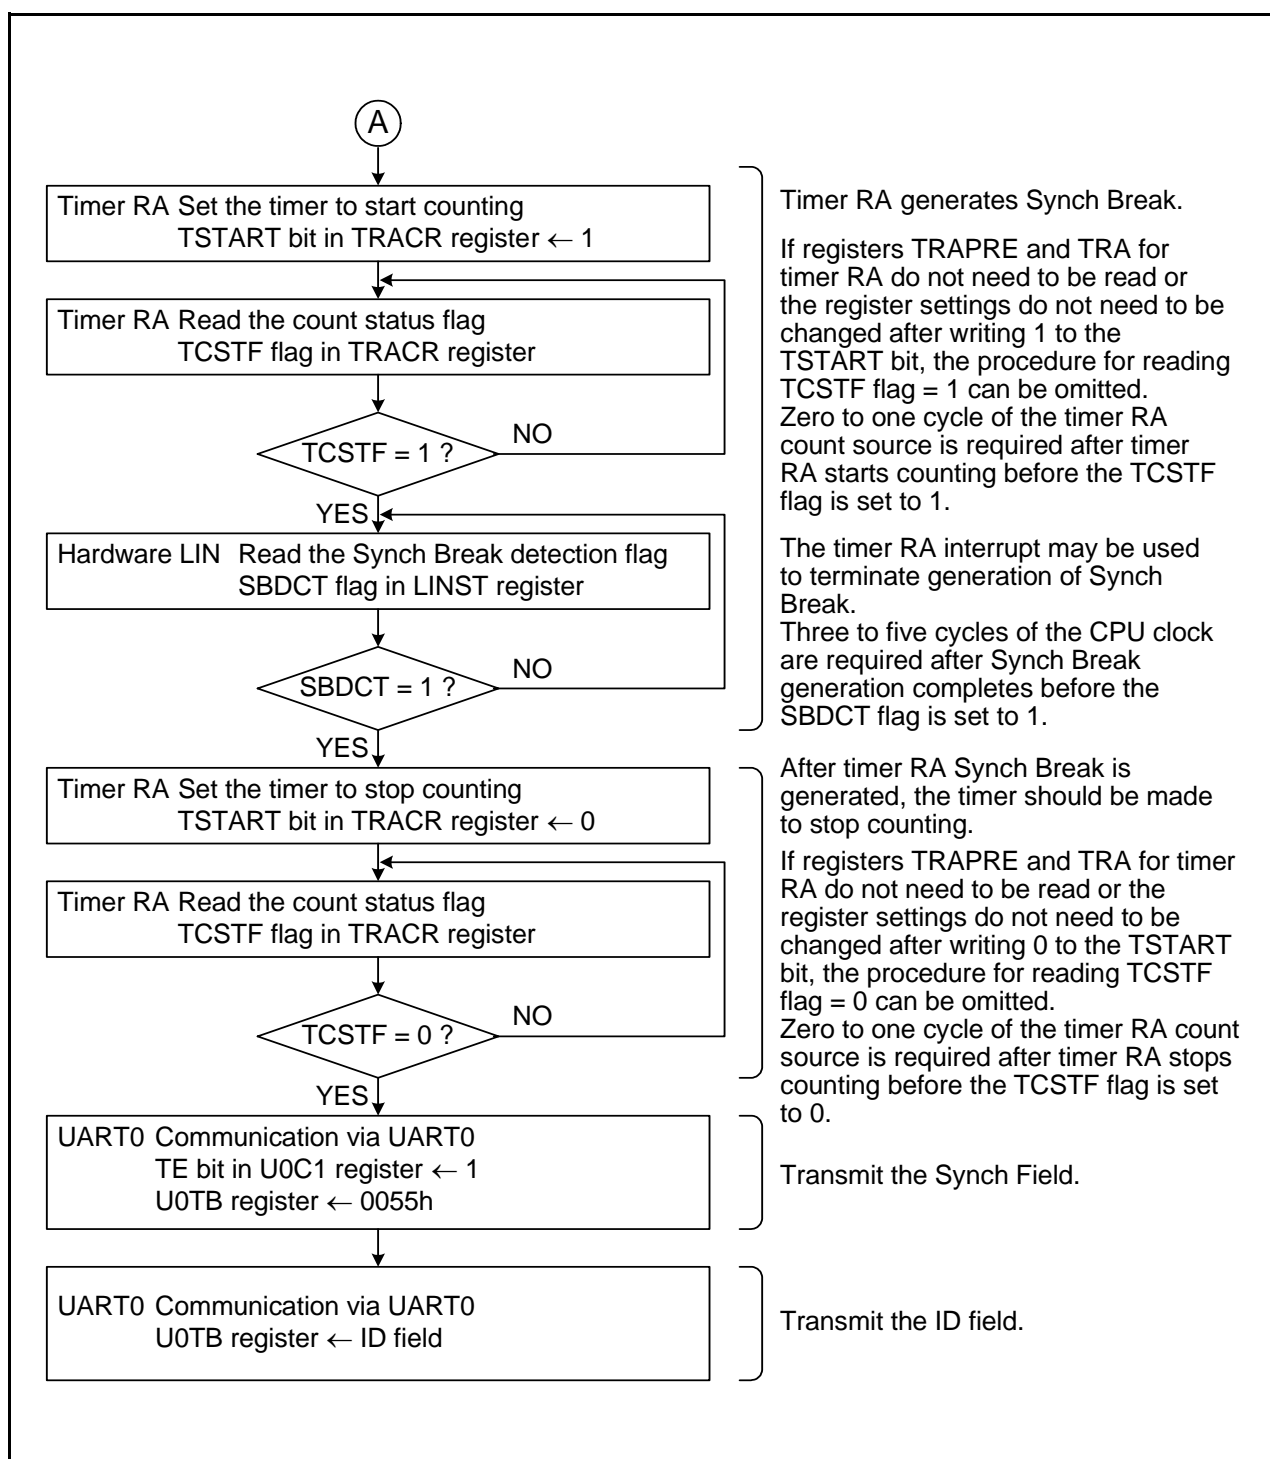 A
Timer RA Set the timer to start counting
TSTART bit in TRACR register ← 1
Timer RA Read the count status flag
TCSTF flag in TRACR register
TCSTF = 1 ?
NO
YES
Hardware LIN Read the Synch Break detection flag
SBDCT flag in LINST register
SBDCT = 1 ?
NO
YES
Timer RA Set the timer to stop counting
TSTART bit in TRACR register ← 0
Timer RA Read the count status flag
TCSTF flag in TRACR register
TCSTF = 0 ?
NO
YES
UART0 Communication via UART0
TE bit in U0C1 register ← 1
U0TB register ← 0055h
UART0 Communication via UART0
U0TB register ← ID field
Timer RA generates Synch Break.
If registers TRAPRE and TRA for
timer RA do not need to be read or
the register settings do not need to be
changed after writing 1 to the
TSTART bit, the procedure for reading
TCSTF flag = 1 can be omitted.
Zero to one cycle of the timer RA
count source is required after timer
RA starts counting before the TCSTF
flag is set to 1.
The timer RA interrupt may be used
to terminate generation of Synch
Break.
Three to five cycles of the CPU clock
are required after Synch Break
generation completes before the
SBDCT flag is set to 1.
After timer RA Synch Break is
generated, the timer should be made
to stop counting.
If registers TRAPRE and TRA for timer
RA do not need to be read or the
register settings do not need to be
changed after writing 0 to the TSTART
bit, the procedure for reading TCSTF
flag = 0 can be omitted.
Zero to one cycle of the timer RA count
source is required after timer RA stops
counting before the TCSTF flag is set
to 0.
Transmit the Synch Field.
Transmit the ID field.